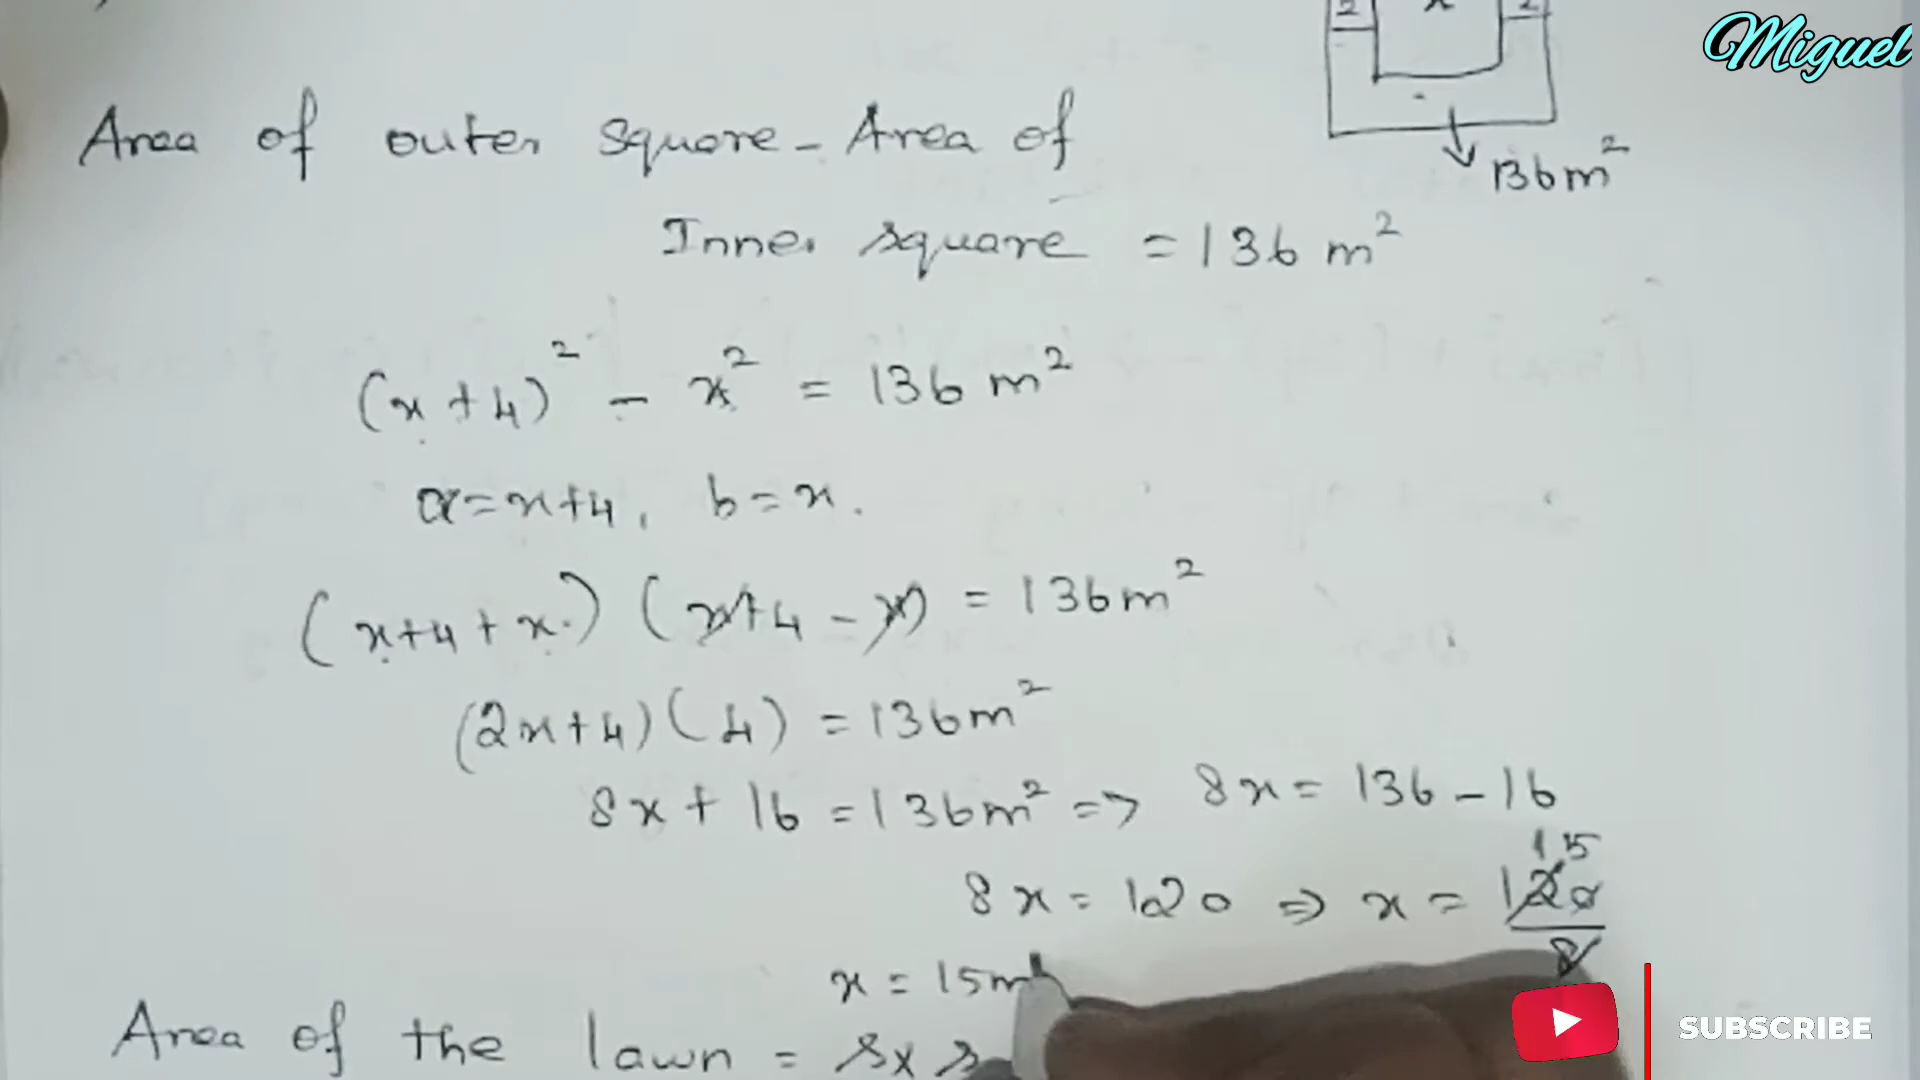 2 x 2
Miguel
136m²
Area of outer square - Area of
Inner square = 136 m²
(x+4)² - x² = 136 m²
a=x+4, b=x.
(x+4+x) (x+4-x) = 136m²
(2x+4)(4) = 136m²
8x + 16 = 136m² => 8x = 136-16
8x = 120 => x = 120/8 15
x = 15m
Area of the lawn = s x s
SUBSCRIBE